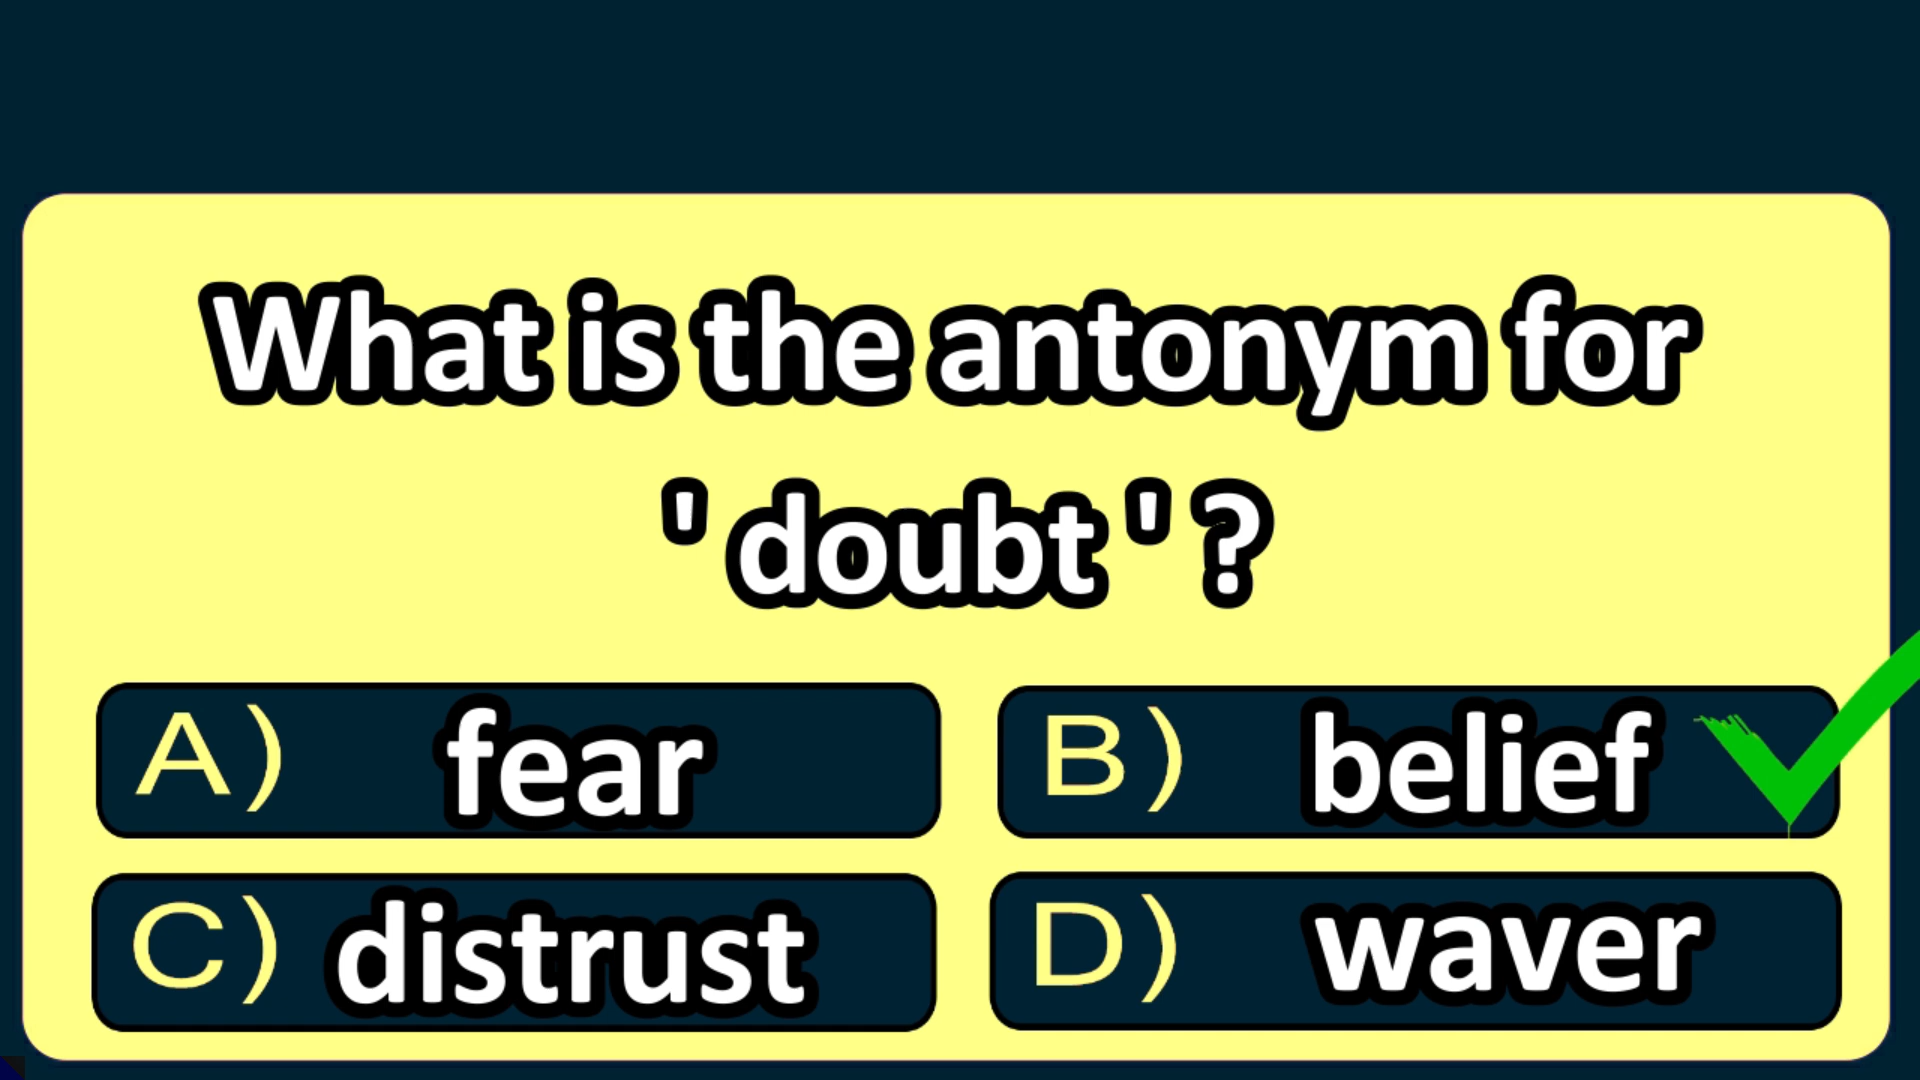 What is the antonym for
' doubt ' ?
A) fear
B) belief
C) distrust
D) waver